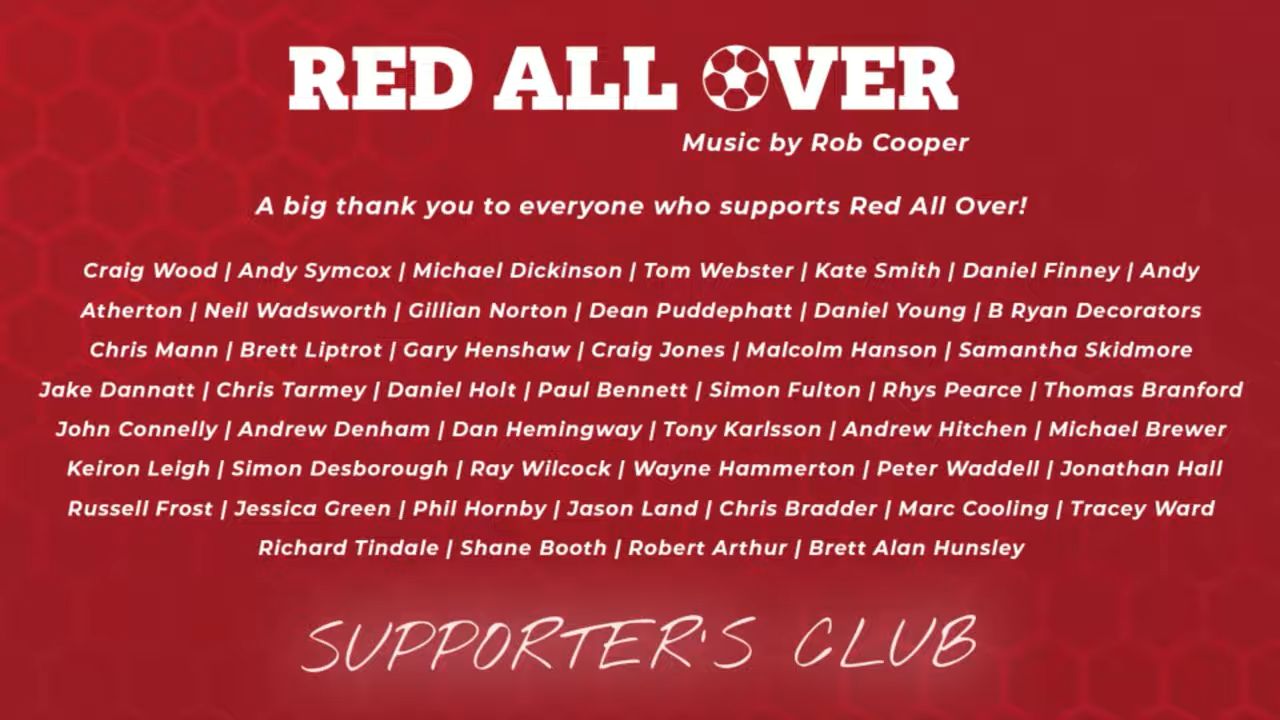 RED ALL OVER
Music by Rob Cooper
A big thank you to everyone who supports Red All Over!
Craig Wood | Andy Symcox | Michael Dickinson | Tom Webster | Kate Smith | Daniel Finney | Andy
Atherton | Neil Wadsworth | Gillian Norton | Dean Puddephatt | Daniel Young | B Ryan Decorators
Chris Mann | Brett Liptrot | Gary Henshaw | Craig Jones | Malcolm Hanson | Samantha Skidmore
Jake Dannatt | Chris Tarmey | Daniel Holt | Paul Bennett | Simon Fulton | Rhys Pearce | Thomas Branford
John Connelly | Andrew Denham | Dan Hemingway | Tony Karlsson | Andrew Hitchen | Michael Brewer
Keiron Leigh | Simon Desborough | Ray Wilcock | Wayne Hammerton | Peter Waddell | Jonathan Hall
Russell Frost | Jessica Green | Phil Hornby | Jason Land | Chris Bradder | Marc Cooling | Tracey Ward
Richard Tindale | Shane Booth | Robert Arthur | Brett Alan Hunsley
SUPPORTER'S CLUB